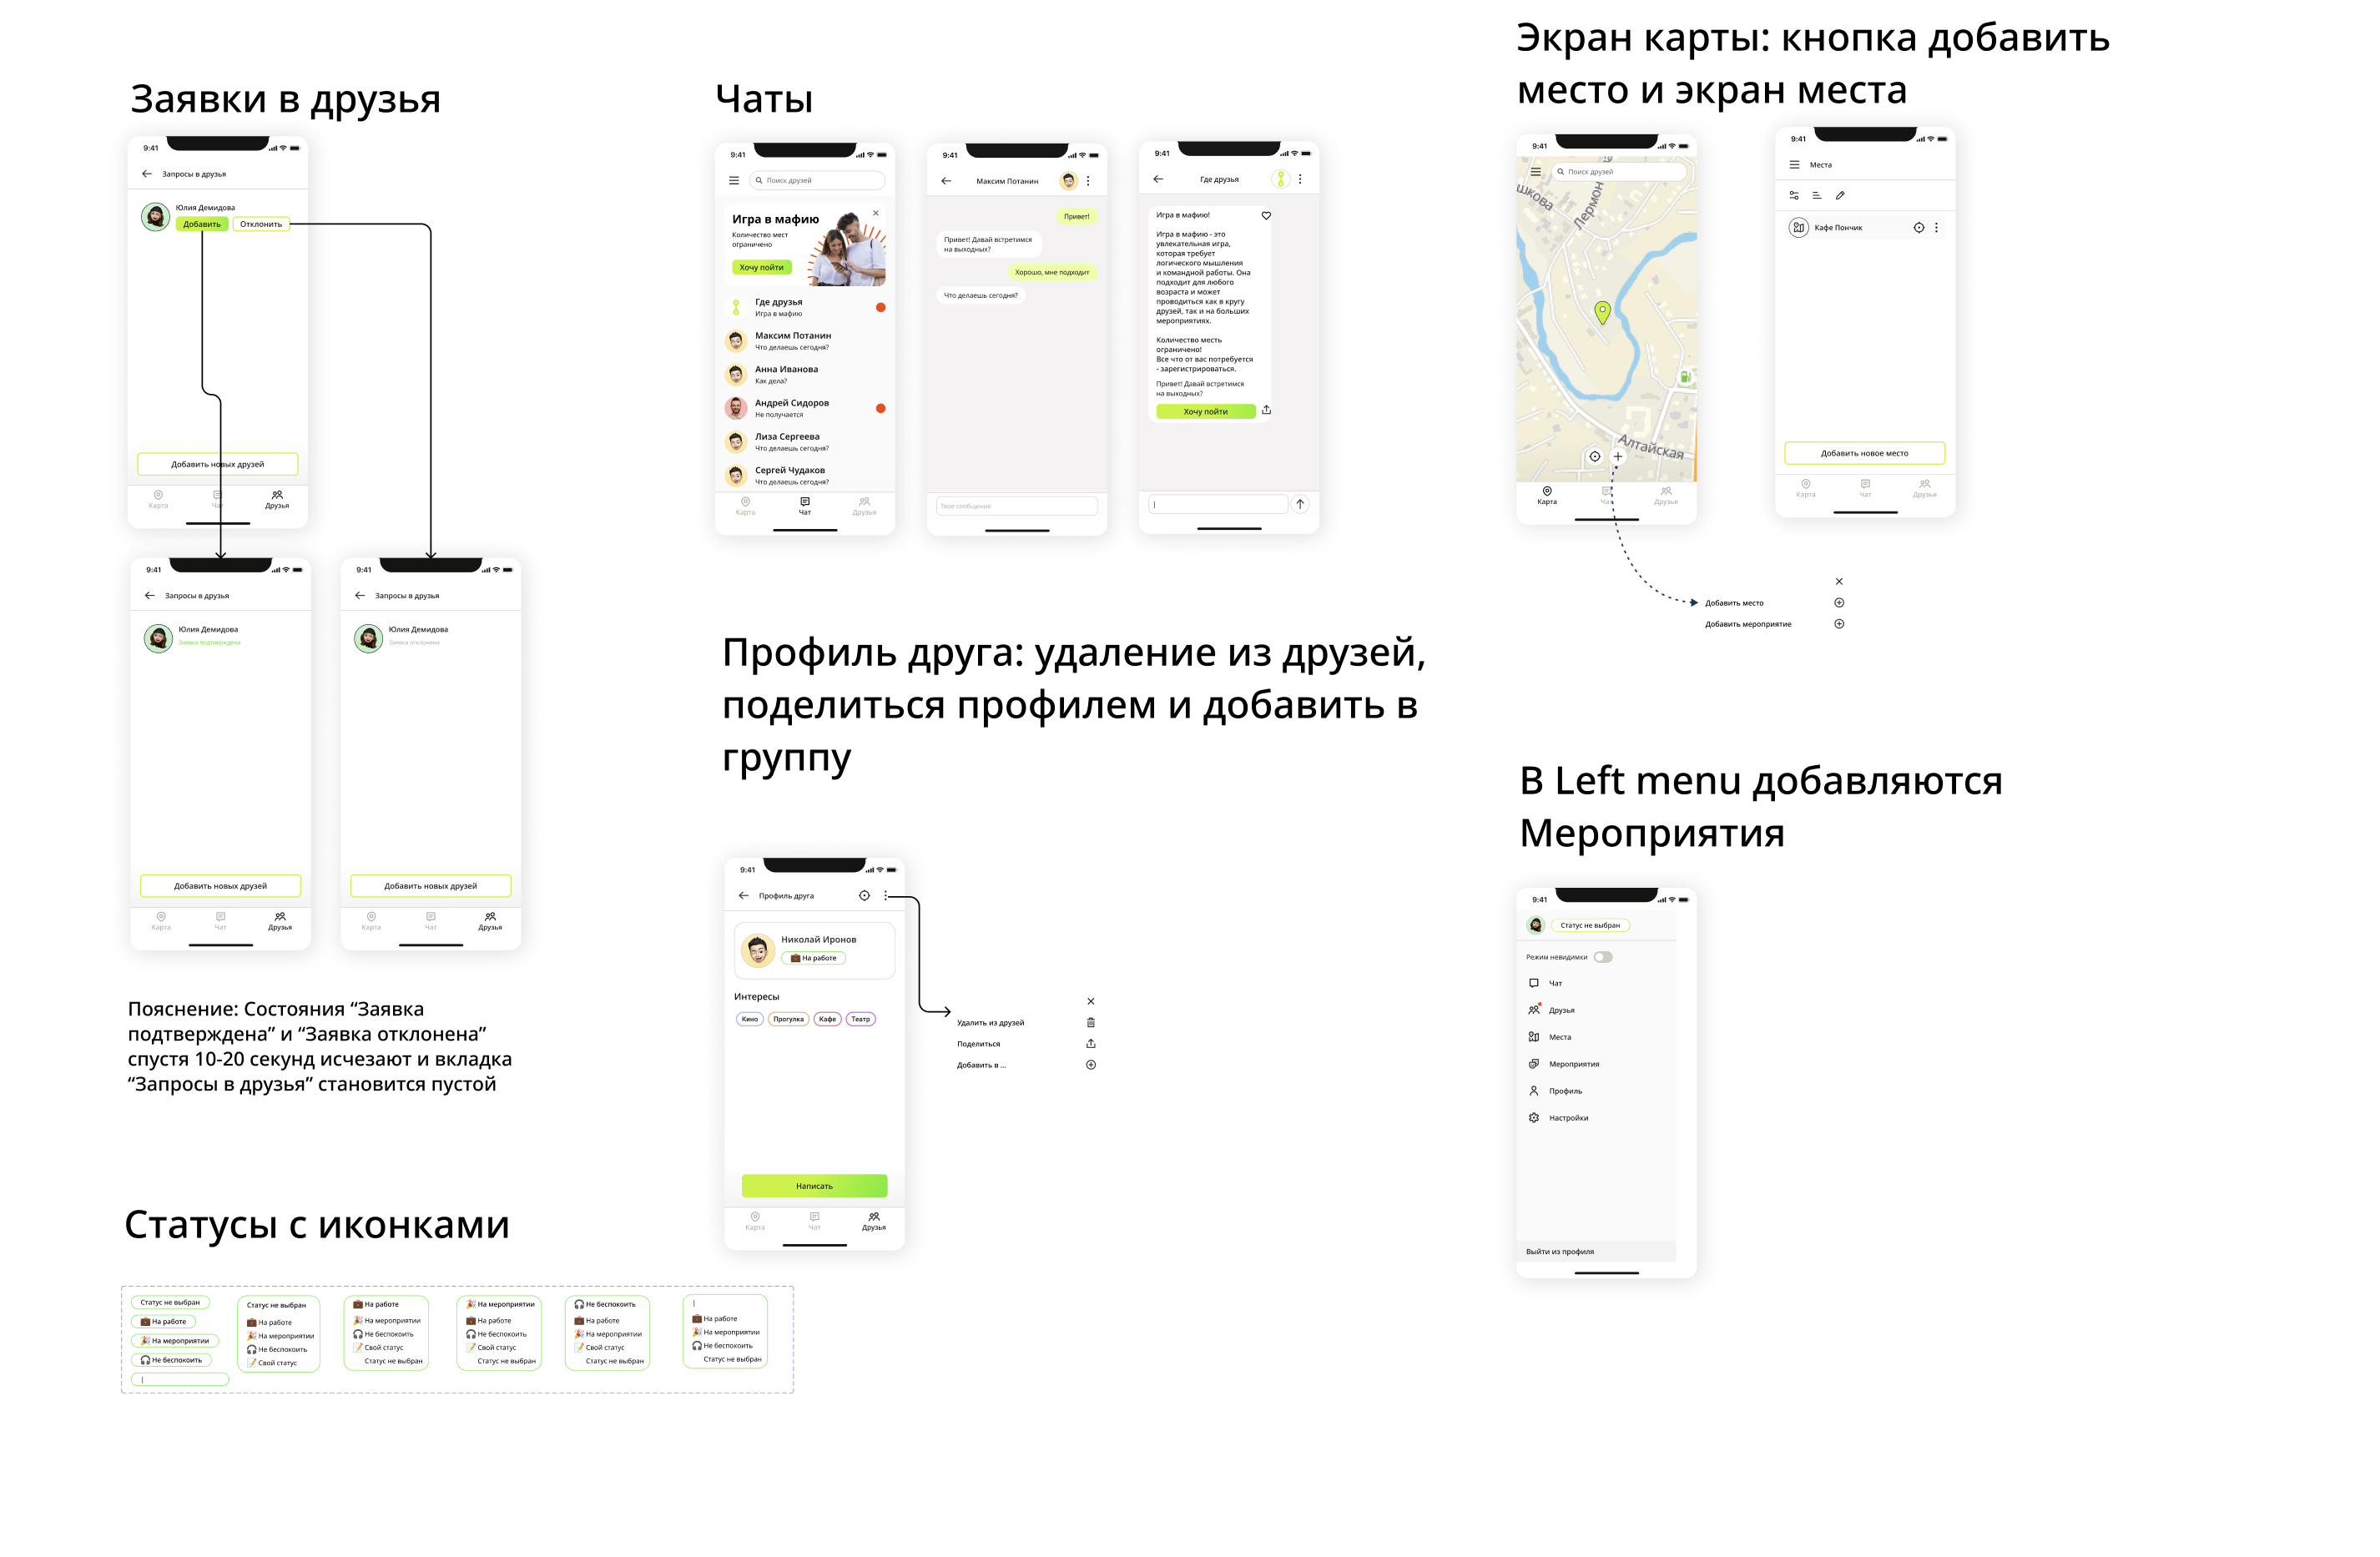 Заявки в друзья
9:41
Запросы в друзья
Юлия Демидова
Добавить
Отклонить
Добавить новых друзей
Карта
Чат
Друзья
9:41
Запросы в друзья
Юлия Демидова
Заявка подтверждена
Добавить новых друзей
Карта
Чат
Друзья
9:41
Запросы в друзья
Юлия Демидова
Заявка отклонена
Добавить новых друзей
Карта
Чат
Друзья
Пояснение: Состояния “Заявка
подтверждена” и “Заявка отклонена”
спустя 10-20 секунд исчезают и вкладка
“Запросы в друзья” становится пустой
Статусы с иконками
Статус не выбран
На работе
На мероприятии
Не беспокоить
Статус не выбран
На работе
На мероприятии
Не беспокоить
Свой статус
На работе
На мероприятии
Не беспокоить
Свой статус
Статус не выбран
На мероприятии
На работе
Не беспокоить
Свой статус
Статус не выбран
Не беспокоить
На работе
На мероприятии
Свой статус
Статус не выбран
На работе
На мероприятии
Не беспокоить
Статус не выбран
Чаты
9:41
Поиск друзей
Игра в мафию
Количество мест
ограничено
Хочу пойти
Где друзья
Игра в мафию
Максим Потанин
Что делаешь сегодня?
Анна Иванова
Как дела?
Андрей Сидоров
Не получается
Лиза Сергеева
Что делаешь сегодня?
Сергей Чудаков
Что делаешь сегодня?
Карта
Чат
Друзья
9:41
Максим Потанин
Привет!
Привет! Давай встретимся
на выходных?
Хорошо, мне подходит
Что делаешь сегодня?
Твое сообщение
9:41
Где друзья
Игра в мафию!
Игра в мафию - это
увлекательная игра,
которая требует
логического мышления
и командной работы. Она
подходит для любого
возраста и может
проводиться как в кругу
друзей, так и на больших
мероприятиях.
Количество месть
ограничено!
Все что от вас потребуется
- зарегистрироваться.
Привет! Давай встретимся
на выходных?
Хочу пойти
Профиль друга: удаление из друзей,
поделиться профилем и добавить в
группу
9:41
Профиль друга
Николай Иронов
На работе
Интересы
Кино
Прогулка
Кафе
Театр
Написать
Карта
Чат
Друзья
Удалить из друзей
Поделиться
Добавить в ...
Экран карты: кнопка добавить
место и экран места
9:41
Поиск друзей
шкова
Лермон
Алтайская
Карта
Чат
Друзья
Добавить место
Добавить мероприятие
9:41
Места
Кафе Пончик
Добавить новое место
Карта
Чат
Друзья
В Left menu добавляются
Мероприятия
9:41
Статус не выбран
Режим невидимки
Чат
Друзья
Места
Мероприятия
Профиль
Настройки
Выйти из профиля